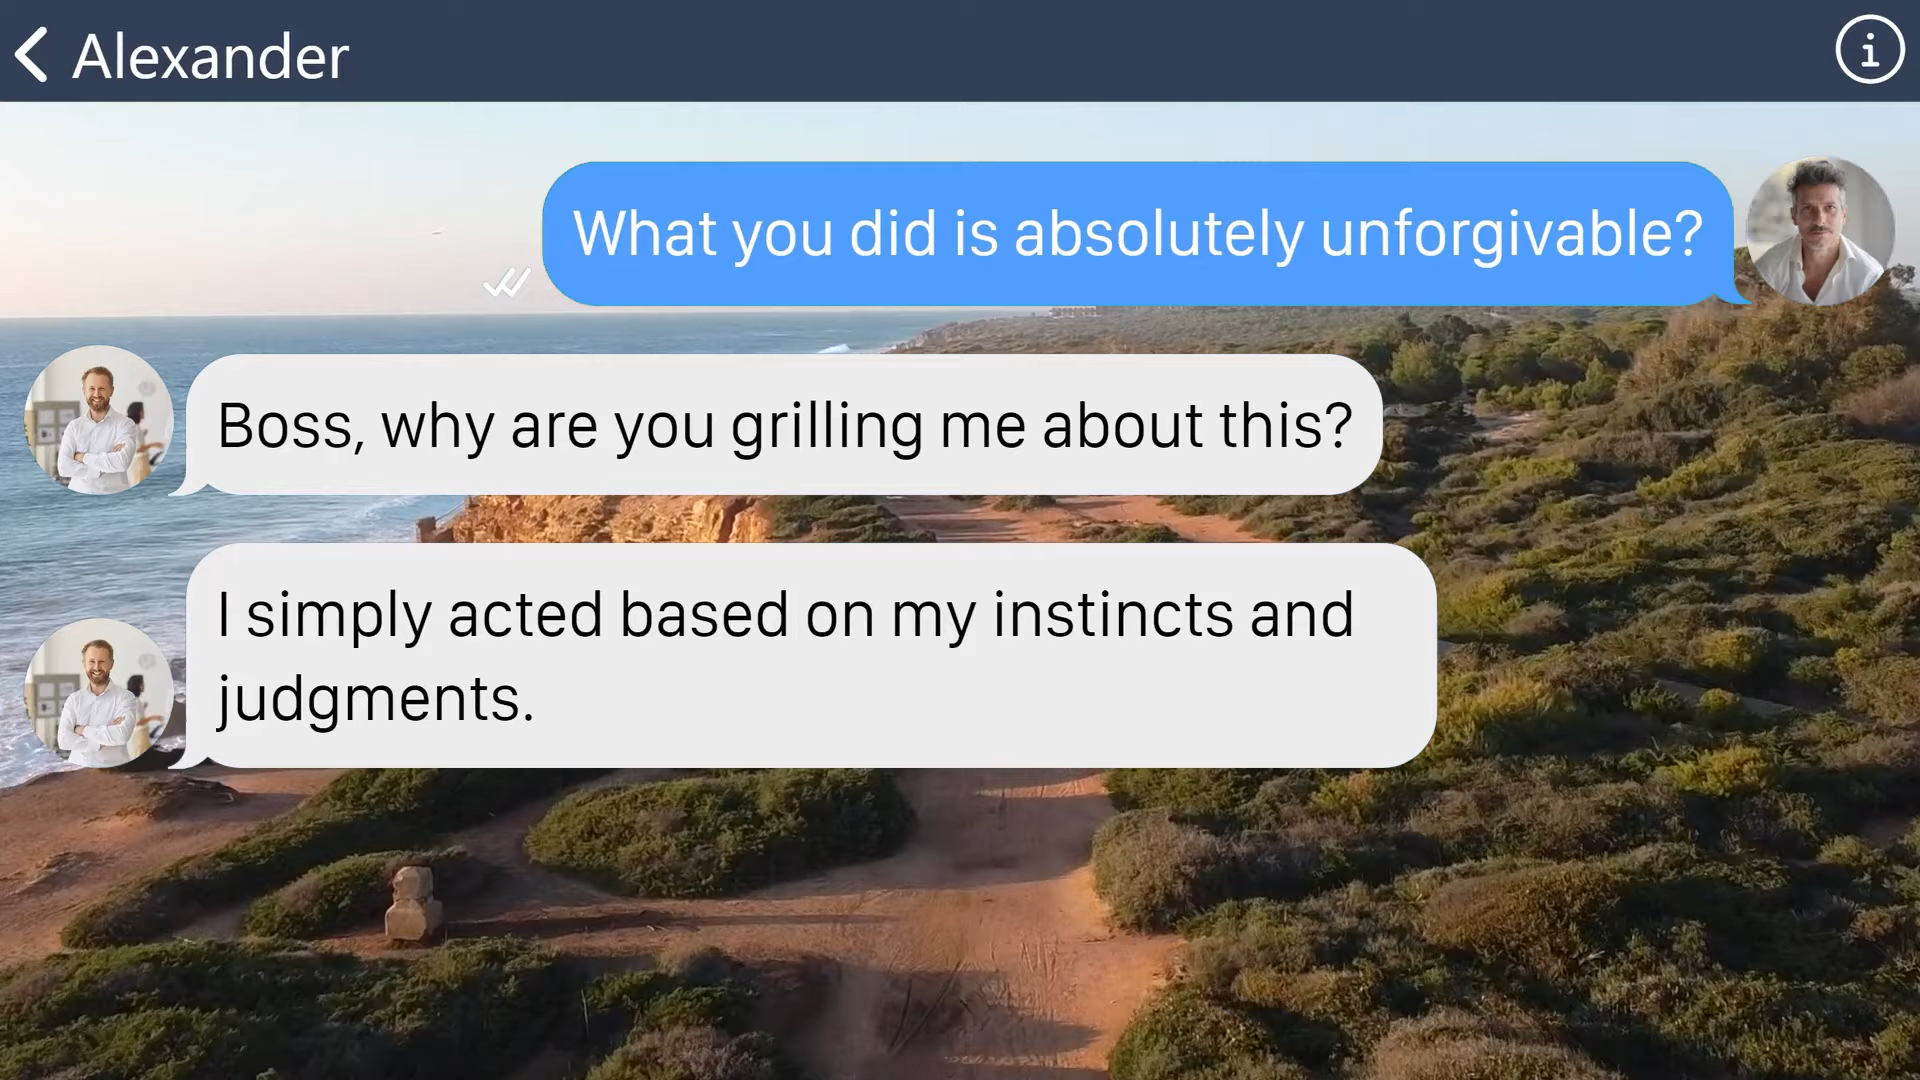 Alexander
What you did is absolutely unforgivable?
Boss, why are you grilling me about this?
I simply acted based on my instincts and
judgments.